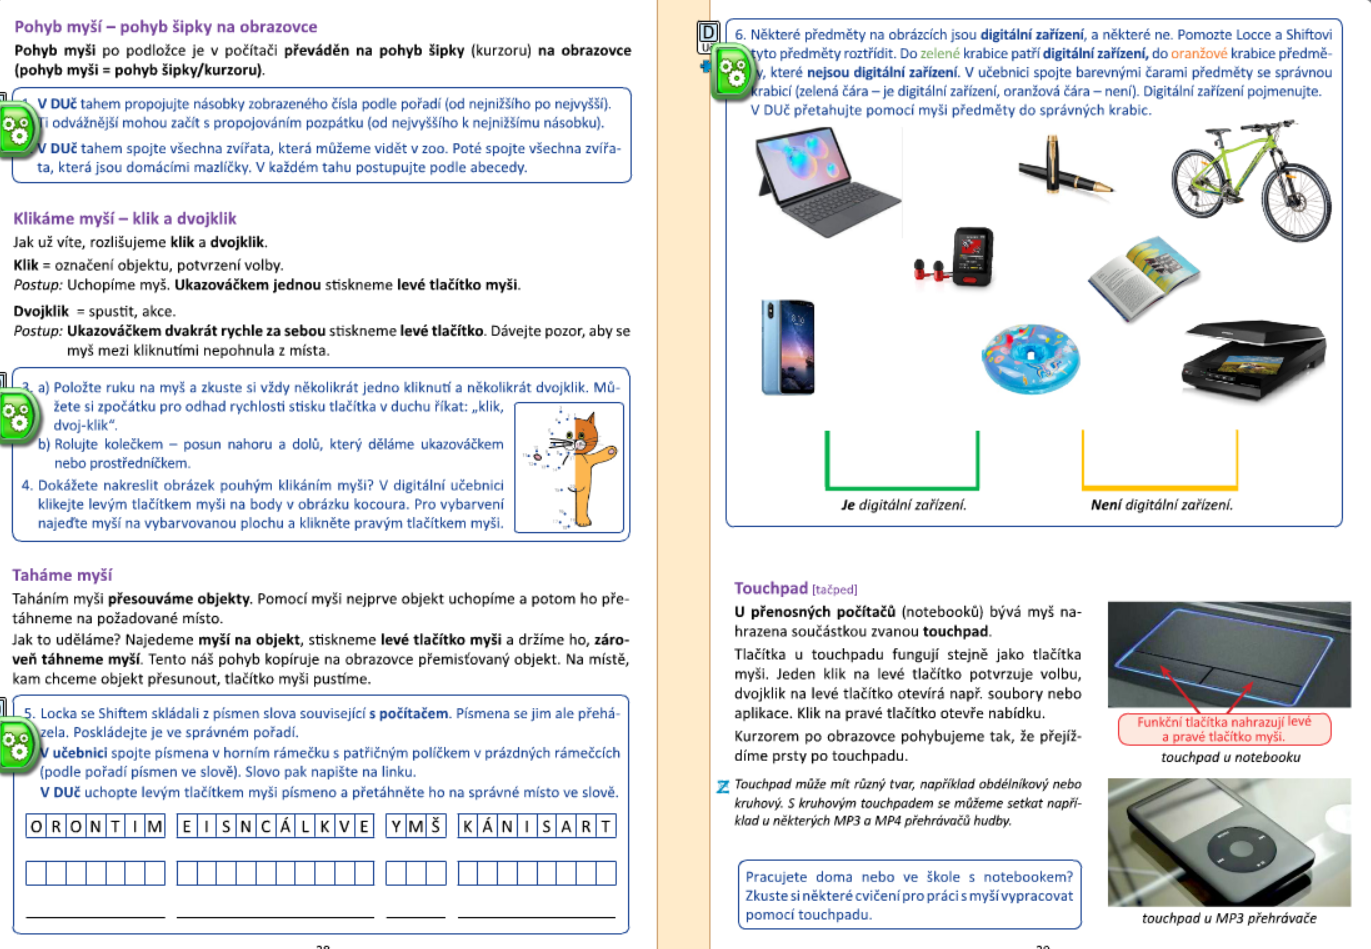 Pohyb myší – pohyb šipky na obrazovce
Pohyb myši po podložce je v počítači převáděn na pohyb šipky (kurzoru) na obrazovce
(pohyb myši = pohyb šipky/kurzoru).
V DUč tahem propojujte násobky zobrazeného čísla podle pořadí (od nejnižšího po nejvyšší).
Ti odvážnější mohou začít s propojováním pozpátku (od nejvyššího k nejnižšímu násobku).
V DUč tahem spojte všechna zvířata, která můžeme vidět v zoo. Poté spojte všechna zvířa-
ta, která jsou domácími mazlíčky. V každém tahu postupujte podle abecedy.
Klikáme myší – klik a dvojklik
Jak už víte, rozlišujeme klik a dvojklik.
Klik = označení objektu, potvrzení volby.
Postup: Uchopíme myš. Ukazováčkem jednou stiskneme levé tlačítko myši.
Dvojklik = spustit, akce.
Postup: Ukazováčkem dvakrát rychle za sebou stiskneme levé tlačítko. Dávejte pozor, aby se
myš mezi kliknutími nepohnula z místa.
3. a) Položte ruku na myš a zkuste si vždy několikrát jedno kliknutí a několikrát dvojklik. Mů-
žete si zpočátku pro odhad rychlosti stisku tlačítka v duchu říkat: „klik,
dvoj-klik“.
b) Rolujte kolečkem – posun nahoru a dolů, který děláme ukazováčkem
nebo prostředníčkem.
4. Dokážete nakreslit obrázek pouhým klikáním myši? V digitální učebnici
klikejte levým tlačítkem myši na body v obrázku kocoura. Pro vybarvení
najeďte myší na vybarvovanou plochu a klikněte pravým tlačítkem myši.
Taháme myší
Taháním myši přesouváme objekty. Pomocí myši nejprve objekt uchopíme a potom ho pře-
táhneme na požadované místo.
Jak to uděláme? Najedeme myší na objekt, stiskneme levé tlačítko myši a držíme ho, záro-
veň táhneme myší. Tento náš pohyb kopíruje na obrazovce přemisťovaný objekt. Na místě,
kam chceme objekt přesunout, tlačítko myši pustíme.
5. Locka se Shiftem skládali z písmen slova související s počítačem. Písmena se jim ale přehá-
zela. Poskládejte je ve správném pořadí.
V učebnici spojte písmena v horním rámečku s patřičným políčkem v prázdných rámečcích
(podle pořadí písmen ve slově). Slovo pak napište na linku.
V DUč uchopte levým tlačítkem myši písmeno a přetáhněte ho na správné místo ve slově.
O R O N T I M E I S N C Á L K V E Y M Š K Á N I S A R T
D
6. Některé předměty na obrázcích jsou digitální zařízení, a některé ne. Pomozte Locce a Shiftovi
tyto předměty roztřídit. Do zelené krabice patří digitální zařízení, do oranžové krabice předmě-
ty, které nejsou digitální zařízení. V učebnici spojte barevnými čarami předměty se správnou
krabicí (zelená čára – je digitální zařízení, oranžová čára – není). Digitální zařízení pojmenujte.
V DUč přetahujte pomocí myši předměty do správných krabic.
Je digitální zařízení.
Není digitální zařízení.
Touchpad [tačped]
U přenosných počítačů (notebooků) bývá myš na-
hrazena součástkou zvanou touchpad.
Tlačítka u touchpadu fungují stejně jako tlačítka
myši. Jeden klik na levé tlačítko potvrzuje volbu,
dvojklik na levé tlačítko otevírá např. soubory nebo
aplikace. Klik na pravé tlačítko otevře nabídku.
Kurzorem po obrazovce pohybujeme tak, že přejíž-
díme prsty po touchpadu.
Z Touchpad může mít různý tvar, například obdélníkový nebo
kruhový. S kruhovým touchpadem se můžeme setkat napří-
klad u některých MP3 a MP4 přehrávačů hudby.
Pracujete doma nebo ve škole s notebookem?
Zkuste si některé cvičení pro práci s myší vypracovat
pomocí touchpadu.
Funkční tlačítka nahrazují levé
a pravé tlačítko myši.
touchpad u notebooku
touchpad u MP3 přehrávače